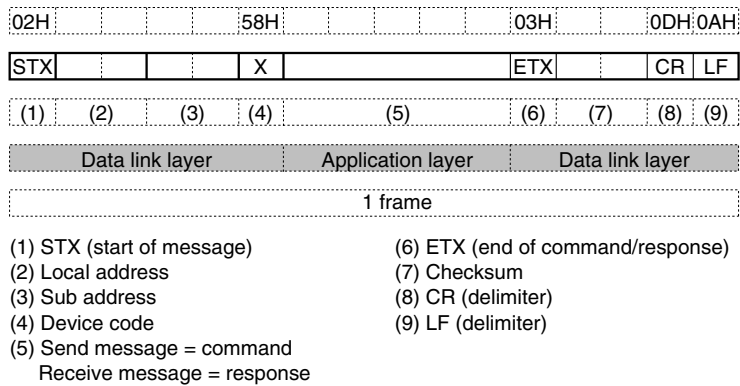 02H 58H 03H 0DH 0AH
STX X ETX CR LF
(1) (2) (3) (4) (5) (6) (7) (8) (9)
Data link layer Application layer Data link layer
1 frame
(1) STX (start of message)
(2) Local address
(3) Sub address
(4) Device code
(5) Send message = command
Receive message = response
(6) ETX (end of command/response)
(7) Checksum
(8) CR (delimiter)
(9) LF (delimiter)